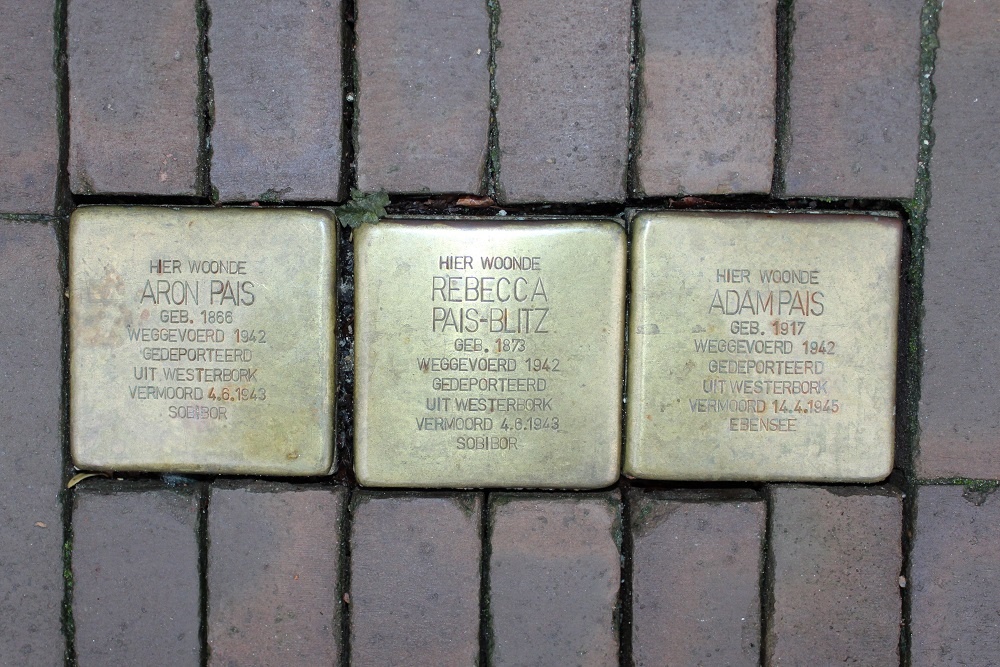 HIER WOONDE
ARON PAIS
GEB. 1866
WEGGEVOERD 1942
GEDEPORTEERD
UIT WESTERBORK
VERMOORD 4.6.1943
SOBIBOR
HIER WOONDE
REBECCA
PAIS-BLITZ
GEB. 1873
WEGGEVOERD 1942
GEDEPORTEERD
UIT WESTERBORK
VERMOORD 4.6.1943
SOBIBOR
HIER WOONDE
ADAM PAIS
GEB. 1917
WEGGEVOERD 1942
GEDEPORTEERD
UIT WESTERBORK
VERMOORD 14.4.1945
EBENSEE